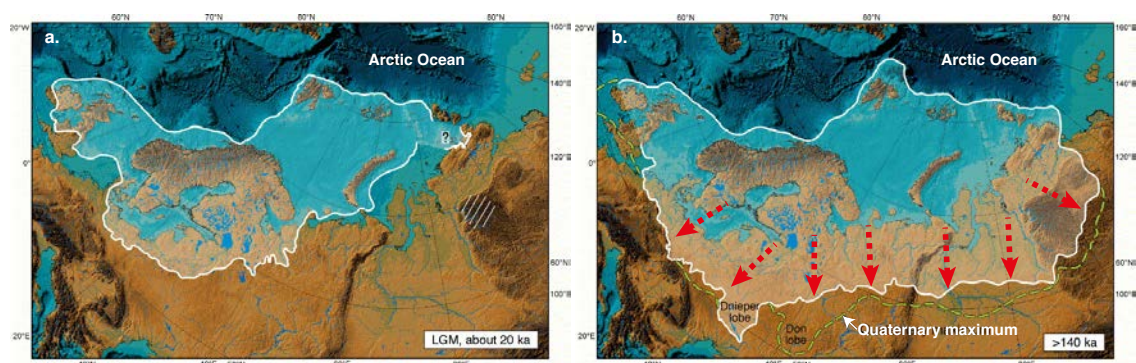 60°N
70°N
80°N
80°N
20°W
160°W
a.
Arctic Ocean
140°W
?
0°
120°W
60°N
100°W
20°E
LGM, about 20 ka
60°N
70°N
80°N
80°N
20°W
160°W
b.
Arctic Ocean
140°W
0°
60°N
100°W
Dnieper
lobe
Don
lobe
Quaternary maximum
20°E
>140 ka